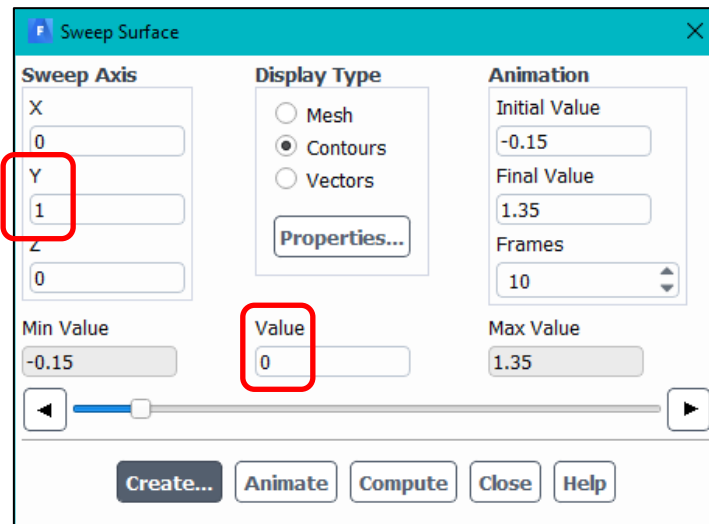 F Sweep Surface
Sweep Axis
X
0
Y
1
Z
0
Display Type
Mesh
Contours
Vectors
Properties...
Animation
Initial Value
-0.15
Final Value
1.35
Frames
10
Min Value
-0.15
Value
0
Max Value
1.35
Create... Animate Compute Close Help